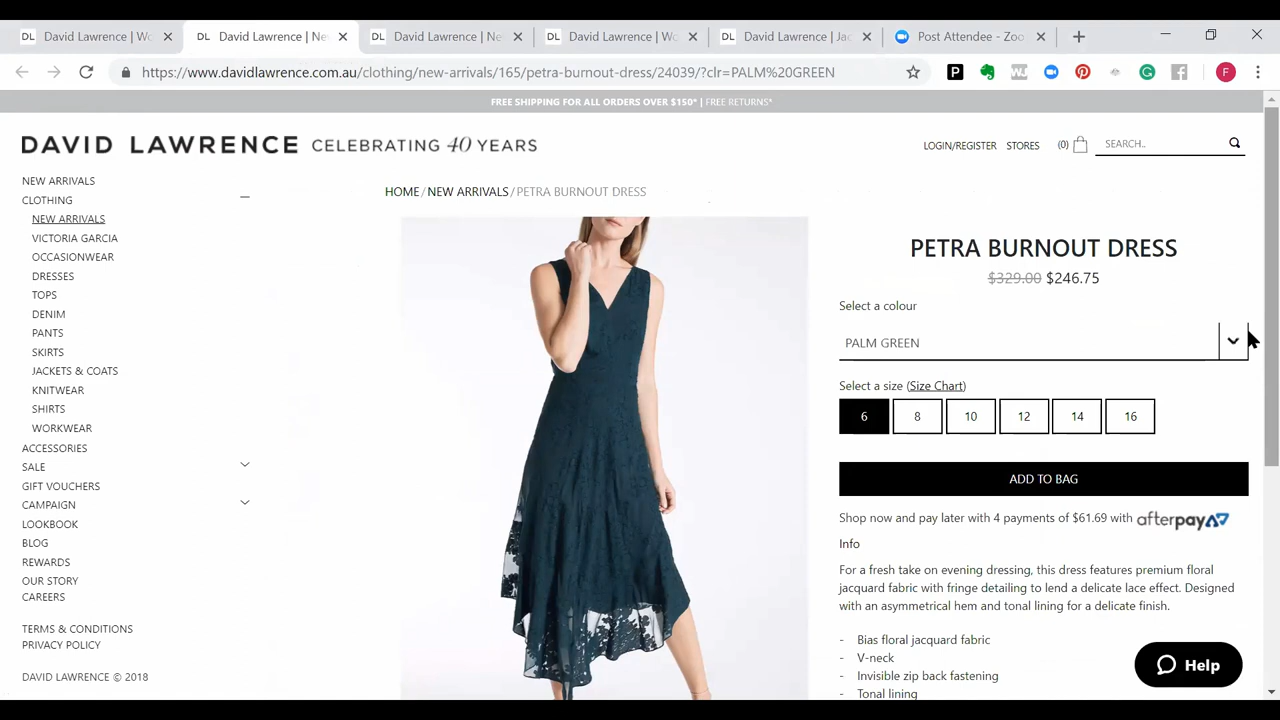 David Lawrence | Wo
David Lawrence | Ne
David Lawrence | Ne
David Lawrence | Wo
David Lawrence | Jac
Post Attendee - Zoo
https://www.davidlawrence.com.au/clothing/new-arrivals/165/petra-burnout-dress/24039/?clr=PALM%20GREEN
FREE SHIPPING FOR ALL ORDERS OVER $150* | FREE RETURNS*
DAVID LAWRENCE CELEBRATING 40 YEARS
LOGIN/REGISTER STORES (0) SEARCH..
NEW ARRIVALS
CLOTHING
NEW ARRIVALS
VICTORIA GARCIA
OCCASIONWEAR
DRESSES
TOPS
DENIM
PANTS
SKIRTS
JACKETS & COATS
KNITWEAR
SHIRTS
WORKWEAR
ACCESSORIES
SALE
GIFT VOUCHERS
CAMPAIGN
LOOKBOOK
BLOG
REWARDS
OUR STORY
CAREERS
TERMS & CONDITIONS
PRIVACY POLICY
DAVID LAWRENCE © 2018
HOME / NEW ARRIVALS / PETRA BURNOUT DRESS
PETRA BURNOUT DRESS
$329.00 $246.75
Select a colour
PALM GREEN
Select a size (Size Chart)
6 8 10 12 14 16
ADD TO BAG
Shop now and pay later with 4 payments of $61.69 with afterpay
Info
For a fresh take on evening dressing, this dress features premium floral
jacquard fabric with fringe detailing to lend a delicate lace effect. Designed
with an asymmetrical hem and tonal lining for a delicate finish.
- Bias floral jacquard fabric
- V-neck
- Invisible zip back fastening
- Tonal lining
Help